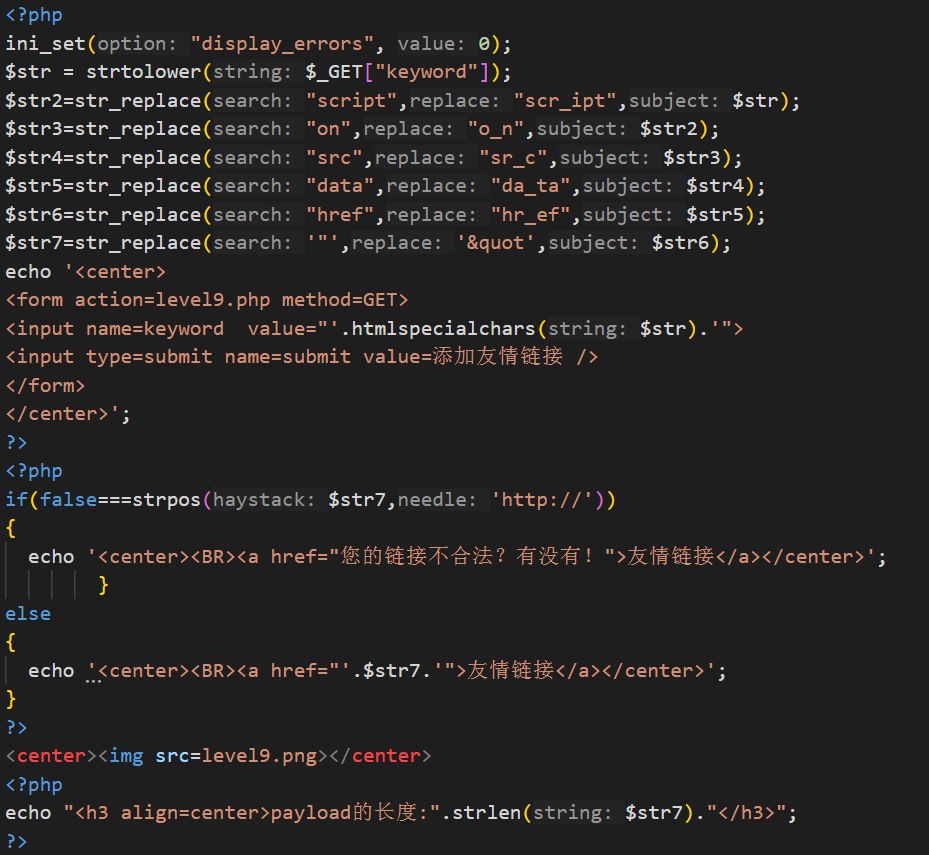 <?php
ini_set(option: "display_errors", value: 0);
$str = strtolower(string: $_GET["keyword"]);
$str2=str_replace(search: "script",replace: "scr_ipt",subject: $str);
$str3=str_replace(search: "on",replace: "o_n",subject: $str2);
$str4=str_replace(search: "src",replace: "sr_c",subject: $str3);
$str5=str_replace(search: "data",replace: "da_ta",subject: $str4);
$str6=str_replace(search: "href",replace: "hr_ef",subject: $str5);
$str7=str_replace(search: '"',replace: '&quot',subject: $str6);
echo '<center>
<form action=level9.php method=GET>
<input name=keyword  value="'.htmlspecialchars(string: $str).'">
<input type=submit name=submit value=添加友情链接 />
</form>
</center>';
?>
<?php
if(false===strpos(haystack: $str7,needle: 'http://'))
{
  echo '<center><BR><a href="您的链接不合法？有没有！">友情链接</a></center>';
        }
else
{
  echo '<center><BR><a href="'.$str7.'">友情链接</a></center>';
}
?>
<center><img src=level9.png></center>
<?php
echo "<h3 align=center>payload的长度:".strlen(string: $str7)."</h3>";
?>